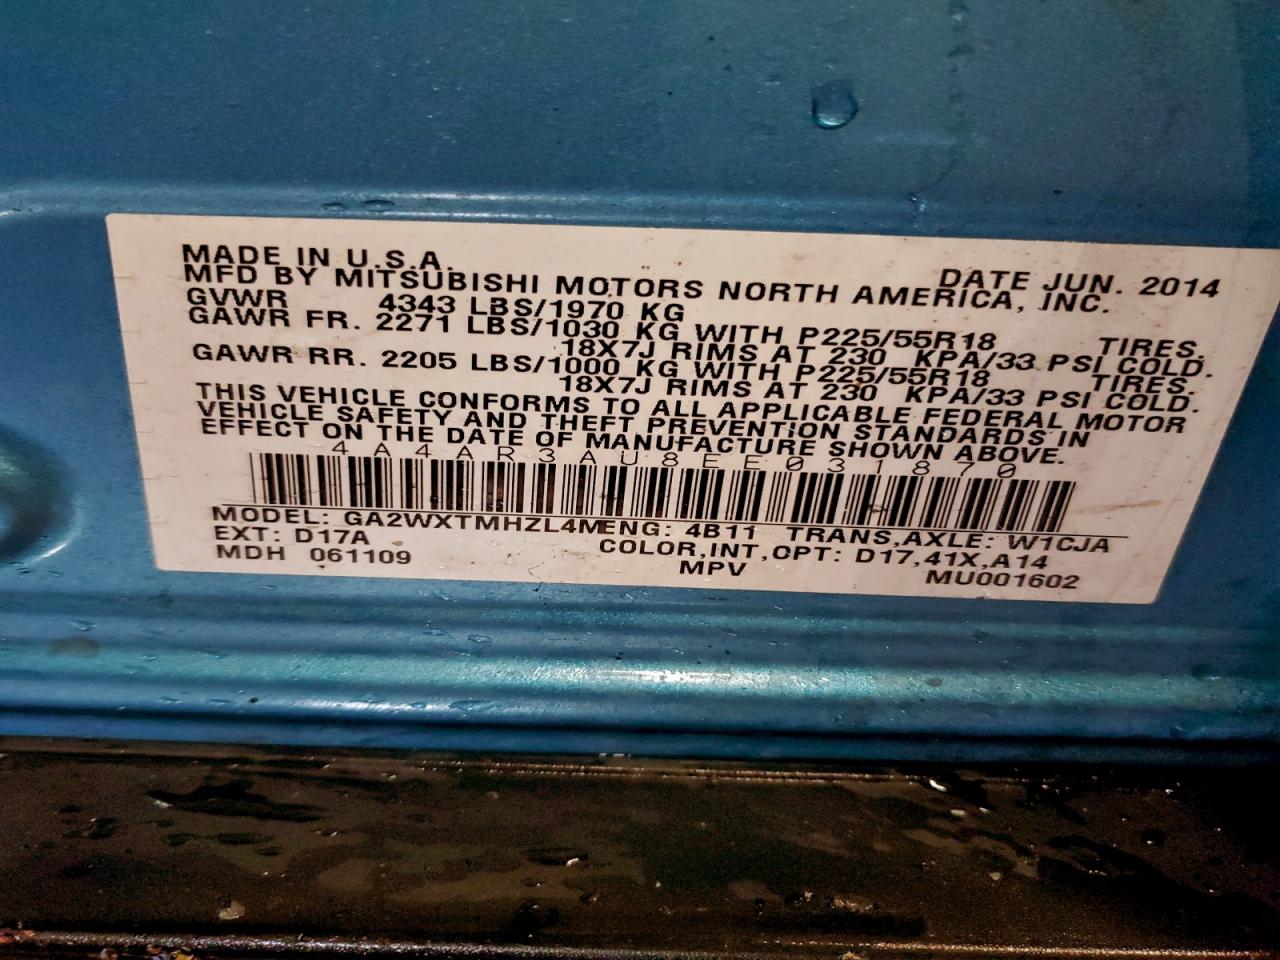 MADE IN U.S.A. DATE JUN. 2014
MFD BY MITSUBISHI MOTORS NORTH AMERICA, INC.
GVWR 4343 LBS/1970 KG
GAWR FR. 2271 LBS/1030 KG WITH P225/55R18 TIRES.
18X7J RIMS AT 230 KPA/33 PSI COLD.
GAWR RR. 2205 LBS/1000 KG WITH P225/55R18 TIRES.
18X7J RIMS AT 230 KPA/33 PSI COLD.
THIS VEHICLE CONFORMS TO ALL APPLICABLE FEDERAL MOTOR
VEHICLE SAFETY AND THEFT PREVENTION STANDARDS IN
EFFECT ON THE DATE OF MANUFACTURE SHOWN ABOVE.
4A4AR3AU8EE031870
MODEL: GA2WXTMHZL4M ENG: 4B11 TRANS,AXLE: W1CJA
EXT: D17A COLOR,INT,OPT: D17,41X,A14
MDH 061109 MPV MU001602